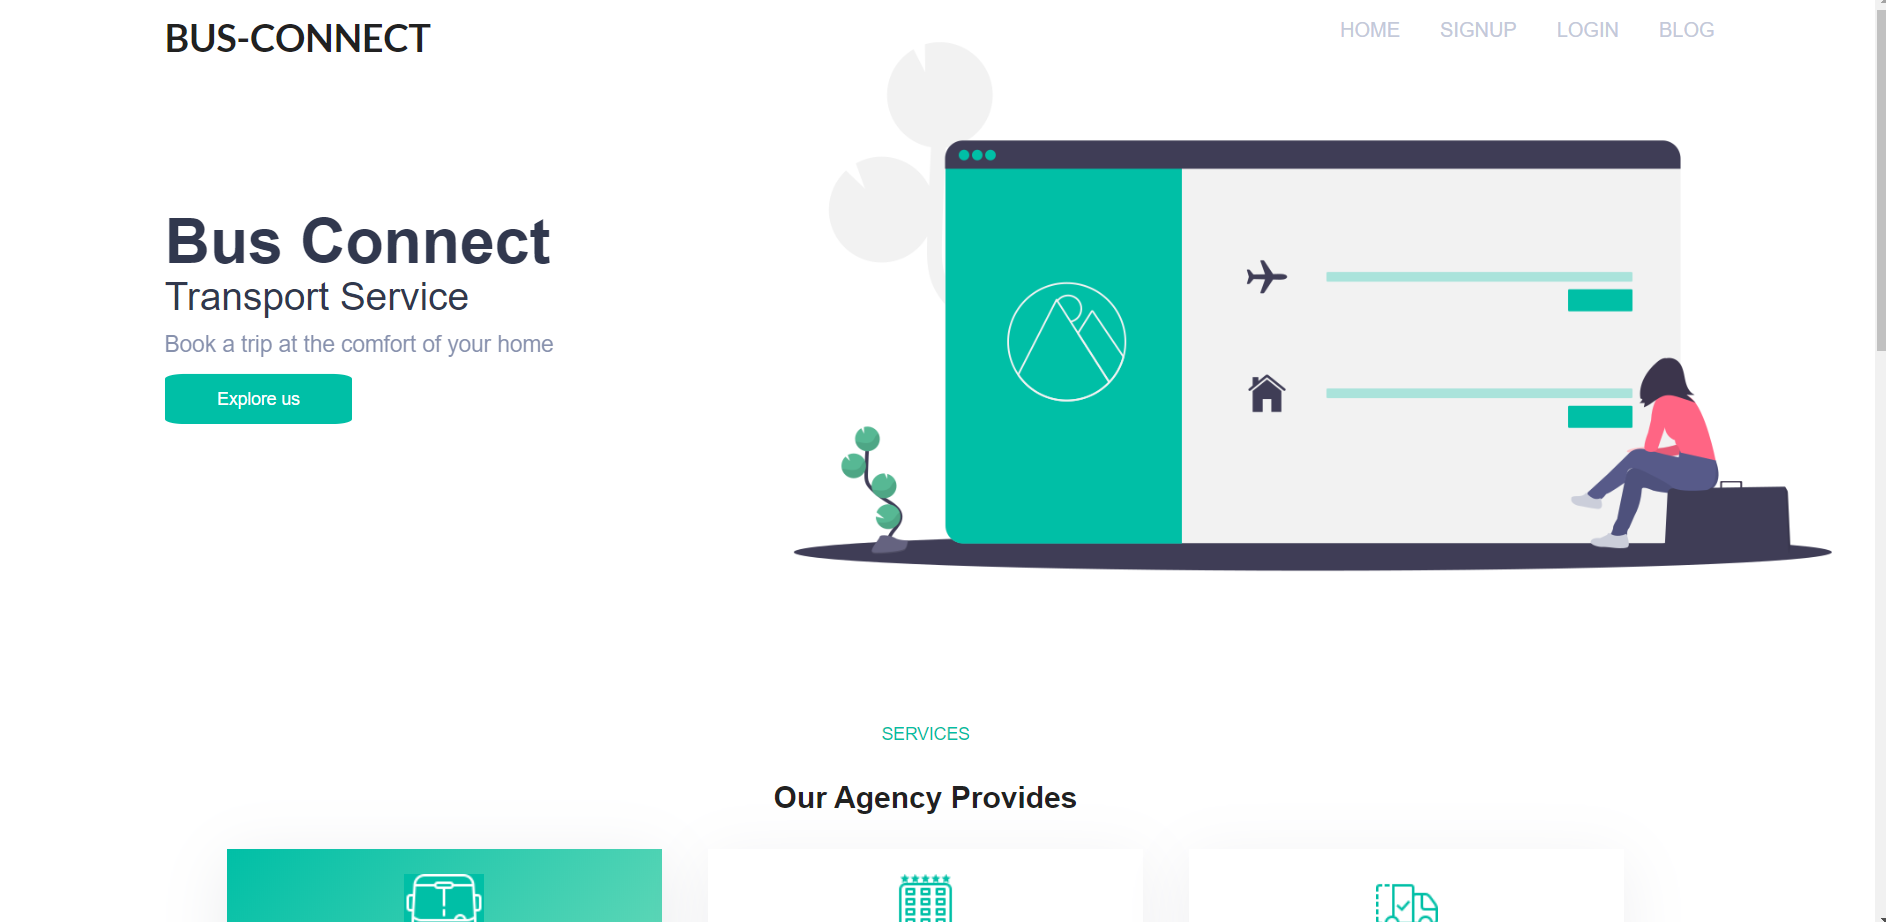 BUS-CONNECT
HOME SIGNUP LOGIN BLOG
Bus Connect
Transport Service
Book a trip at the comfort of your home
Explore us
SERVICES
Our Agency Provides